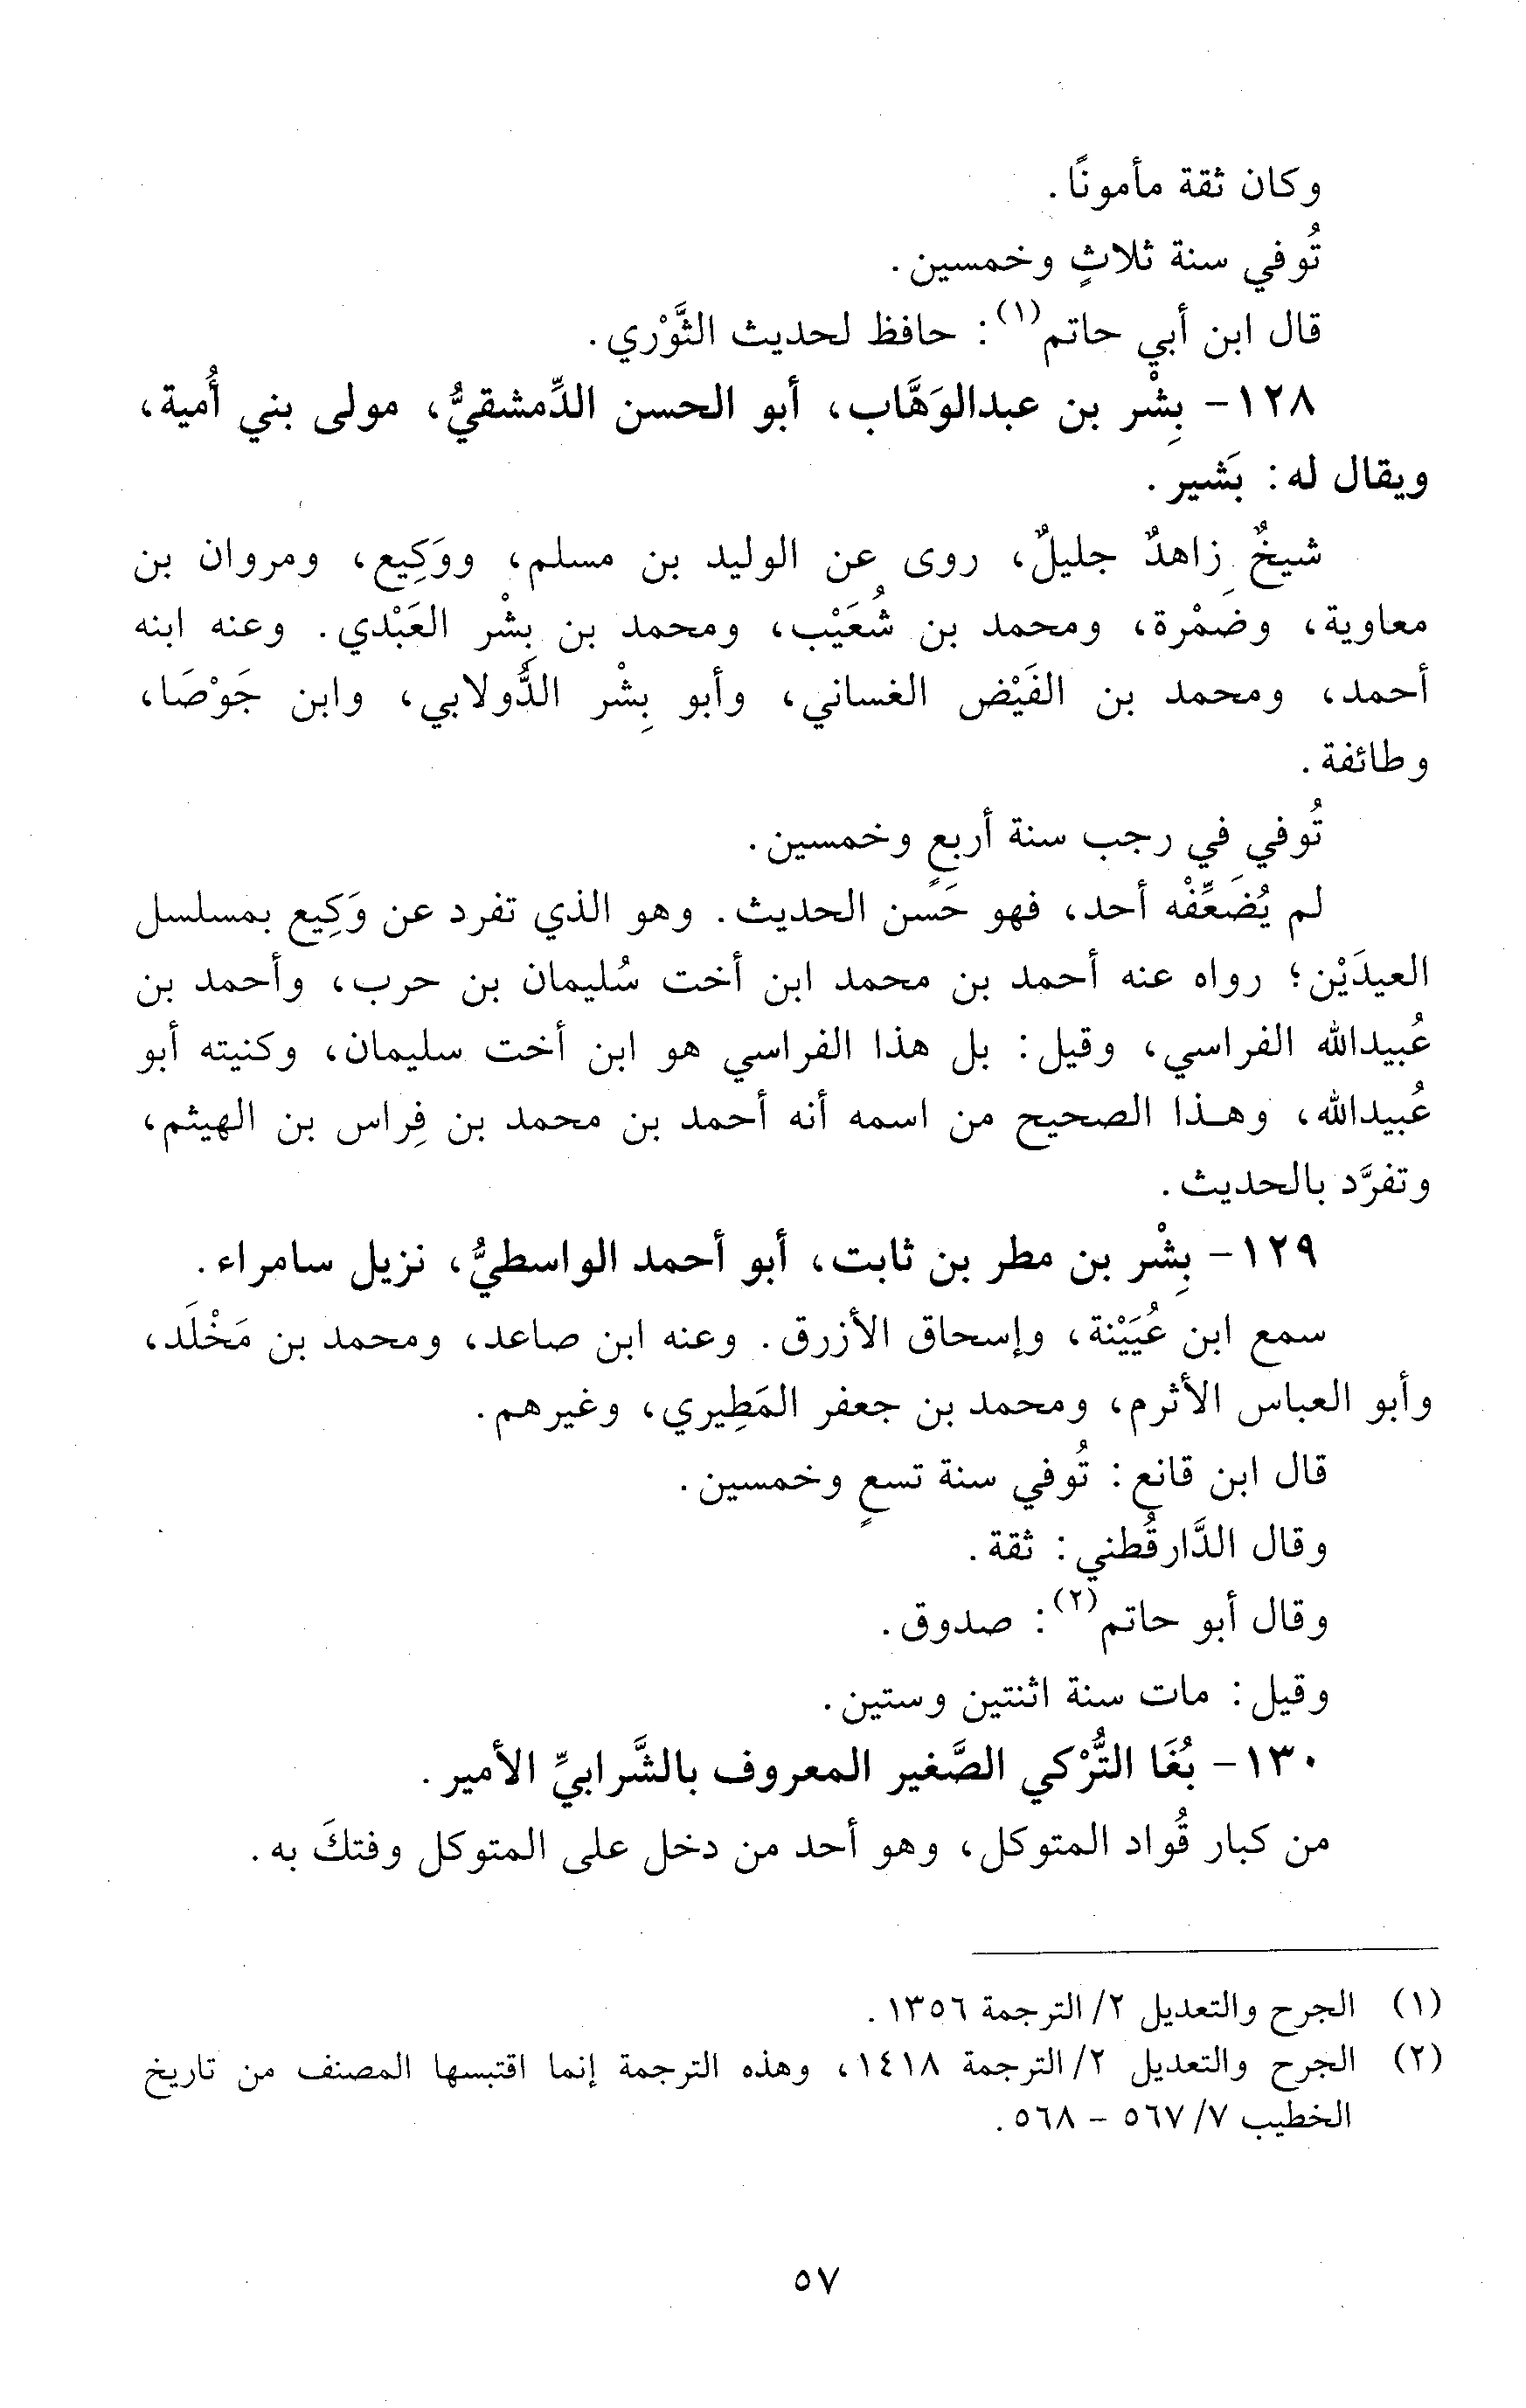 وكان ثقة مأمونًا.
تُوفي سنة ثلاثٍ وخمسين.
قال ابن أبي حاتم(١): حافظ لحديث الثَّوْري.
١٢٨- بِشْر بن عبدالوَهَّاب، أبو الحسن الدِّمشقيُّ، مولى بني أُمية،
ويقال له: بَشير.
شيخٌ زاهدٌ جليلٌ، روى عن الوليد بن مسلم، ووَكِيع، ومروان بن
معاوية، وضمْرة، ومحمد بن شُعَيْب، ومحمد بن بِشْر العَبْدي. وعنه ابنه
أحمد، ومحمد بن الفَيْض الغساني، وأبو بِشْر الدُّولابي، وابن جَوْصَا،
وطائفة.
تُوفي في رجب سنة أربعٍ وخمسين.
لم يُضَعِّفْه أحد، فهو حَسن الحديث. وهو الذي تفرد عن وَكِيع بمسلسل
العيدَيْن؛ رواه عنه أحمد بن محمد ابن أخت سُليمان بن حرب، وأحمد بن
عُبيدالله الفراسي، وقيل: بل هذا الفراسي هو ابن أخت سليمان، وكنيته أبو
عُبيدالله، وهذا الصحيح من اسمه أنه أحمد بن محمد بن فِراس بن الهيثم،
وتفرَّد بالحديث.
١٢٩- بِشْر بن مطر بن ثابت، أبو أحمد الواسطيُّ، نزيل سامراء.
سمع ابن عُيَيْنة، وإسحاق الأزرق. وعنه ابن صاعد، ومحمد بن مَخْلَد،
وأبو العباس الأثرم، ومحمد بن جعفر المَطِيري، وغيرهم.
قال ابن قانع: تُوفي سنة تسعٍ وخمسين.
وقال الدَّارقُطني: ثقة.
وقال أبو حاتم(٢): صدوق.
وقيل: مات سنة اثنتين وستين.
١٣٠- بُغَا التُّرْكي الصَّغير المعروف بالشَّرابيِّ الأمير.
من كبار قُواد المتوكل، وهو أحد من دخل على المتوكل وفتكَ به.
(١) الجرح والتعديل ٢/ الترجمة ١٣٥٦.
(٢) الجرح والتعديل ٢/ الترجمة ١٤١٨، وهذه الترجمة إنما اقتبسها المصنف من تاريخ
الخطيب ٧/ ٥٦٧ - ٥٦٨.
٥٧